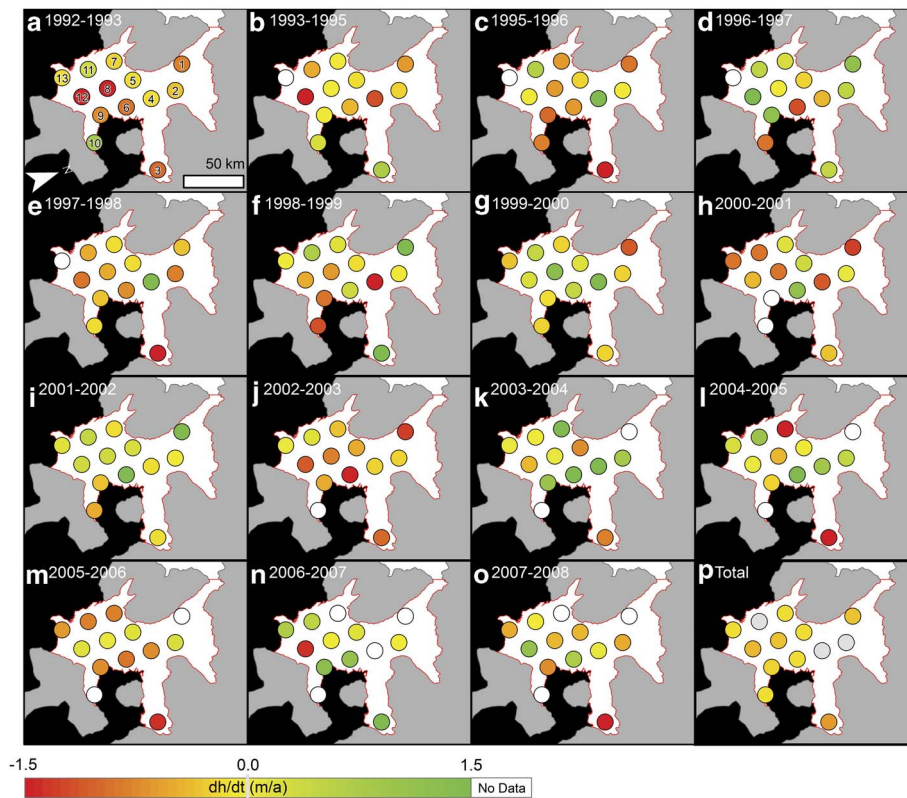 a 1992-1993
b 1993-1995
c 1995-1996
d 1996-1997
7
1
11
13
5
12
8
2
4
6
9
10
3
50 km
N
e 1997-1998
f 1998-1999
g 1999-2000
h 2000-2001
i 2001-2002
j 2002-2003
k 2003-2004
l 2004-2005
m 2005-2006
n 2006-2007
o 2007-2008
p Total
-1.5
0.0
1.5
dh/dt (m/a)
No Data